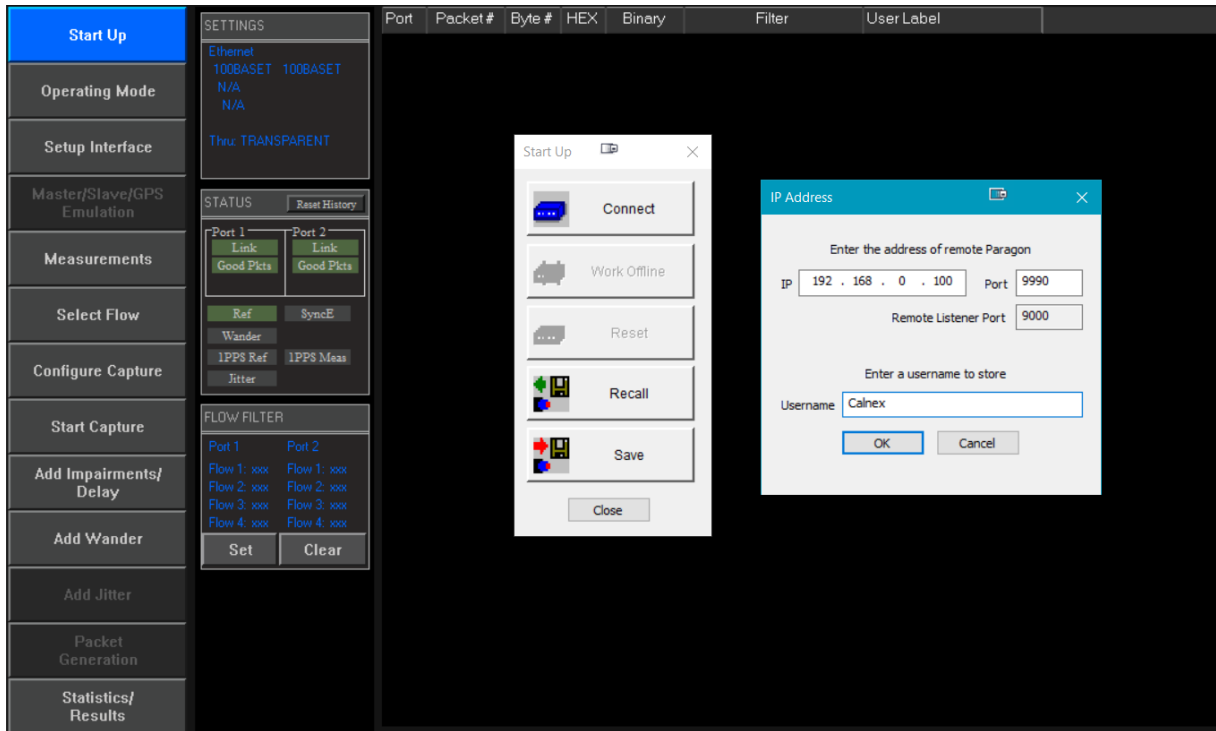 Start Up
Operating Mode
Setup Interface
Master/Slave/GPS
Emulation
Measurements
Select Flow
Configure Capture
Start Capture
Add Impairments/
Delay
Add Wander
Add Jitter
Packet
Generation
Statistics/
Results
SETTINGS
Ethernet
100BASET 100BASET
N/A
N/A
Thru: TRANSPARENT
STATUS Reset History
Port 1 Port 2
Link Link
Good Pkts Good Pkts
Ref SyncE
Wander
1PPS Ref 1PPS Meas
Jitter
FLOW FILTER
Port 1 Port 2
Flow 1: xxx Flow 1: xxx
Flow 2: xxx Flow 2: xxx
Flow 3: xxx Flow 3: xxx
Flow 4: xxx Flow 4: xxx
Set Clear
Port Packet # Byte # HEX Binary Filter User Label
Start Up
Connect
Work Offline
Reset
Recall
Save
Close
IP Address
Enter the address of remote Paragon
IP 192 . 168 . 0 . 100 Port 9990
Remote Listener Port 9000
Enter a username to store
Username Calnex
OK Cancel